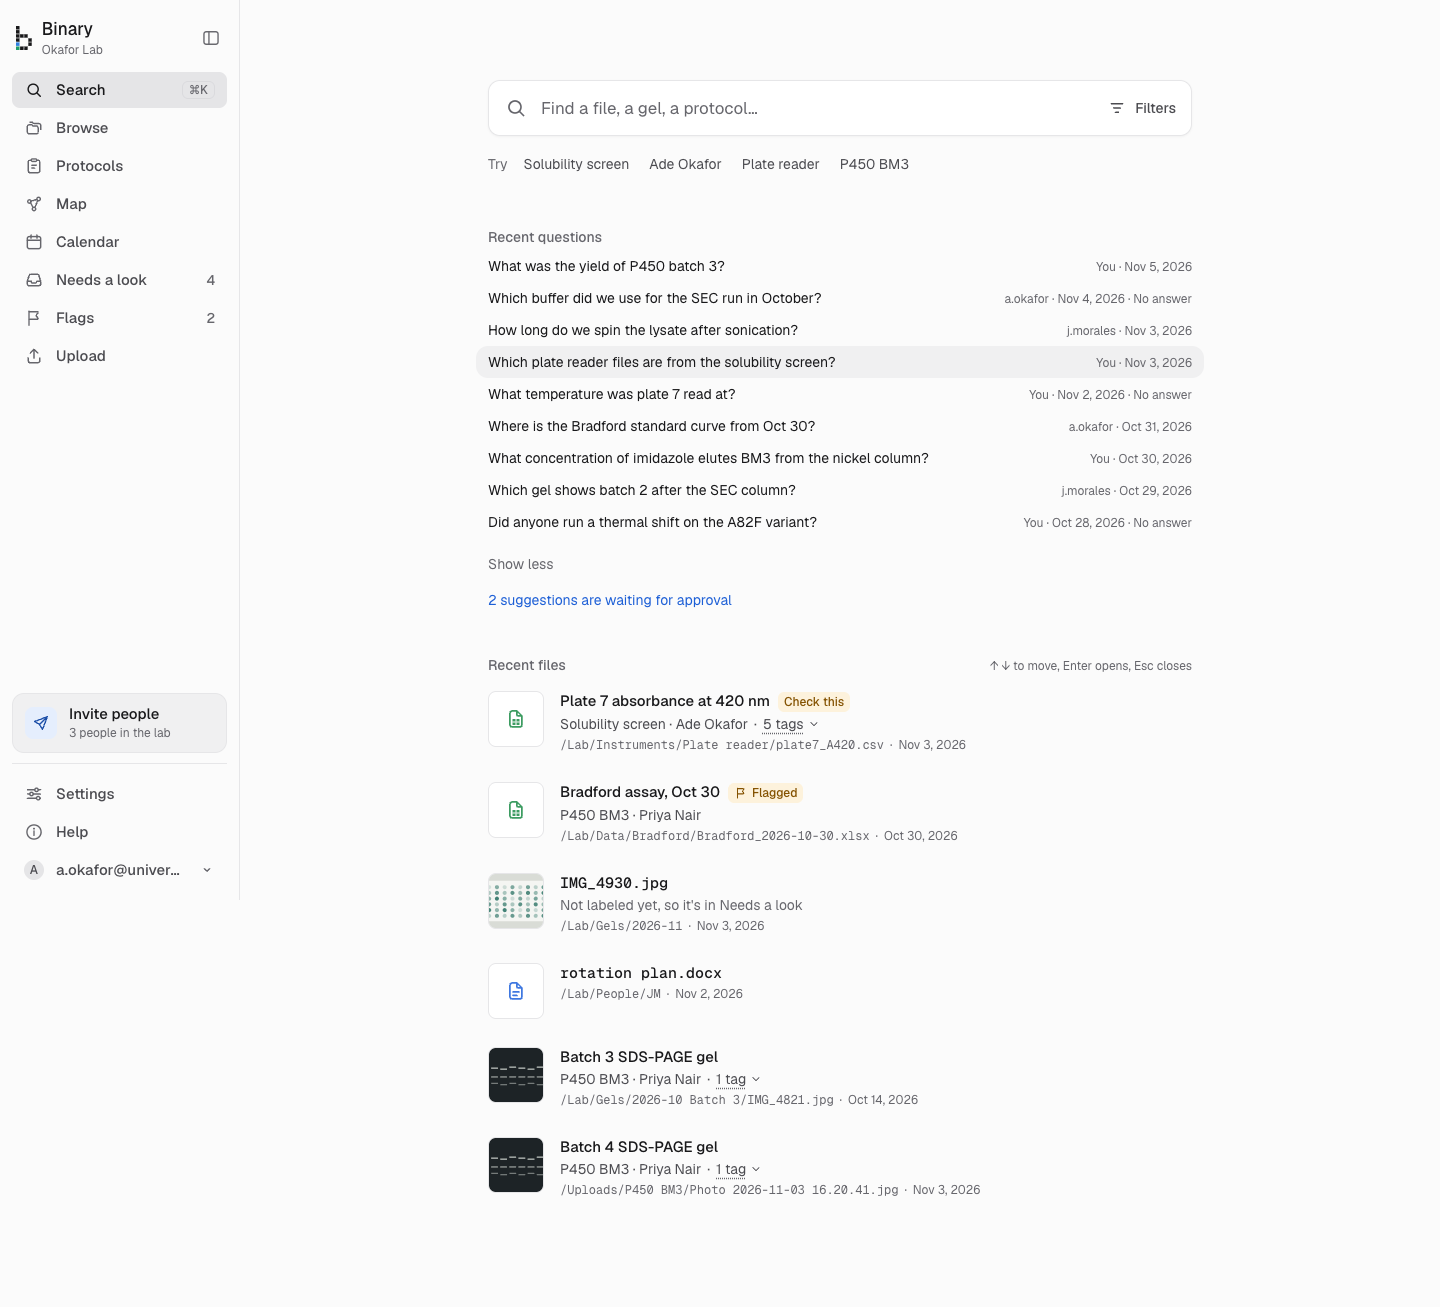 Binary
Okafor Lab
Search ⌘K
Browse
Protocols
Map
Calendar
Needs a look 4
Flags 2
Upload
Invite people
3 people in the lab
Settings
Help
A a.okafor@univer...
Find a file, a gel, a protocol... Filters
Try Solubility screen Ade Okafor Plate reader P450 BM3
Recent questions
What was the yield of P450 batch 3? You · Nov 5, 2026
Which buffer did we use for the SEC run in October? a.okafor · Nov 4, 2026 · No answer
How long do we spin the lysate after sonication? j.morales · Nov 3, 2026
Which plate reader files are from the solubility screen? You · Nov 3, 2026
What temperature was plate 7 read at? You · Nov 2, 2026 · No answer
Where is the Bradford standard curve from Oct 30? a.okafor · Oct 31, 2026
What concentration of imidazole elutes BM3 from the nickel column? You · Oct 30, 2026
Which gel shows batch 2 after the SEC column? j.morales · Oct 29, 2026
Did anyone run a thermal shift on the A82F variant? You · Oct 28, 2026 · No answer
Show less
2 suggestions are waiting for approval
Recent files ↑↓ to move, Enter opens, Esc closes
Plate 7 absorbance at 420 nm Check this
Solubility screen · Ade Okafor · 5 tags
/Lab/Instruments/Plate reader/plate7_A420.csv · Nov 3, 2026
Bradford assay, Oct 30 Flagged
P450 BM3 · Priya Nair
/Lab/Data/Bradford/Bradford_2026-10-30.xlsx · Oct 30, 2026
IMG_4930.jpg
Not labeled yet, so it's in Needs a look
/Lab/Gels/2026-11 · Nov 3, 2026
rotation plan.docx
/Lab/People/JM · Nov 2, 2026
Batch 3 SDS-PAGE gel
P450 BM3 · Priya Nair · 1 tag
/Lab/Gels/2026-10 Batch 3/IMG_4821.jpg · Oct 14, 2026
Batch 4 SDS-PAGE gel
P450 BM3 · Priya Nair · 1 tag
/Uploads/P450 BM3/Photo 2026-11-03 16.20.41.jpg · Nov 3, 2026